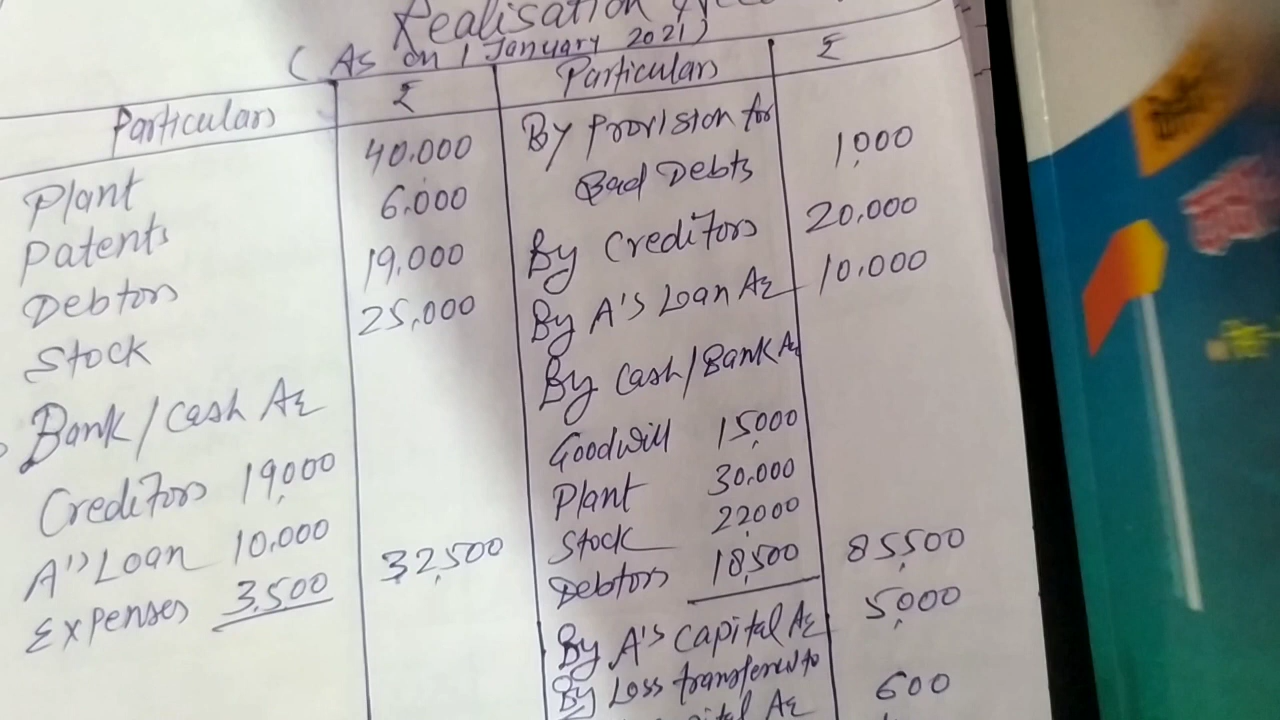 Realisation
(As on 1 January 2021)
Particulars ₹ Particulars ₹
Plant 40,000 By Provision for
Bad Debts 1,000
Patents 6,000
Debtors 19,000 By Creditors 20,000
Stock 25,000 By A's Loan A/c 10,000
Bank/Cash A/c By Cash/Bank A/c
Creditors 19,000 Goodwill 15,000
A's Loan 10,000 Plant 30,000
Expenses 3,500 32,500 Stock 22000
Debtors 18,500 85,500
By A's Capital A/c 5,000
By Loss transferred to
A/c 600